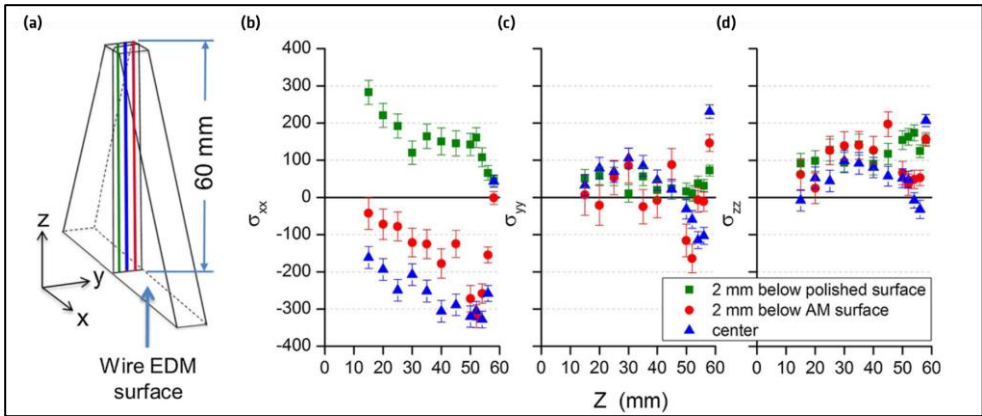 (a)
(b)
(c)
(d)
60 mm
z
y
x
Wire EDM
surface
σxx
400
300
200
100
0
-100
-200
-300
-400
0 10 20 30 40 50 60
σyy
0 10 20 30 40 50 60
σzz
0 10 20 30 40 50 60
2 mm below polished surface
2 mm below AM surface
center
Z (mm)